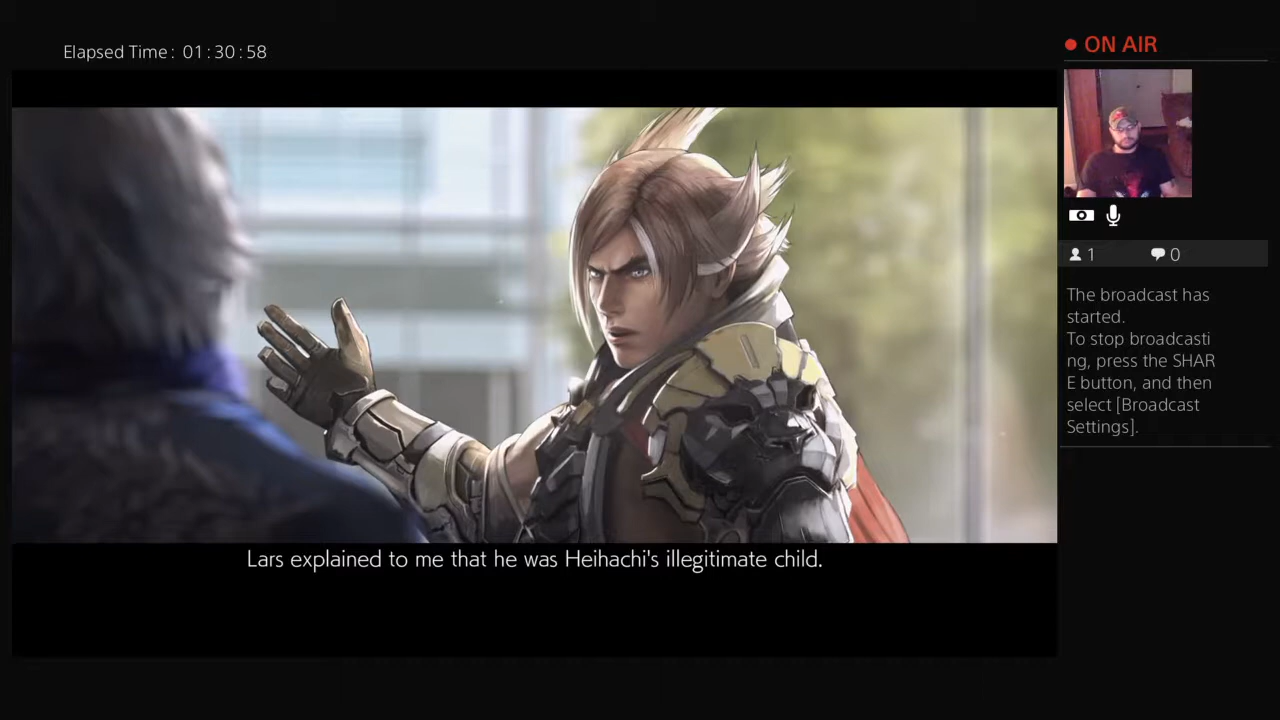 Elapsed Time: 01:30:58
ON AIR
1
0
The broadcast has
started.
To stop broadcasti
ng, press the SHAR
E button, and then
select [Broadcast
Settings].
Lars explained to me that he was Heihachi's illegitimate child.